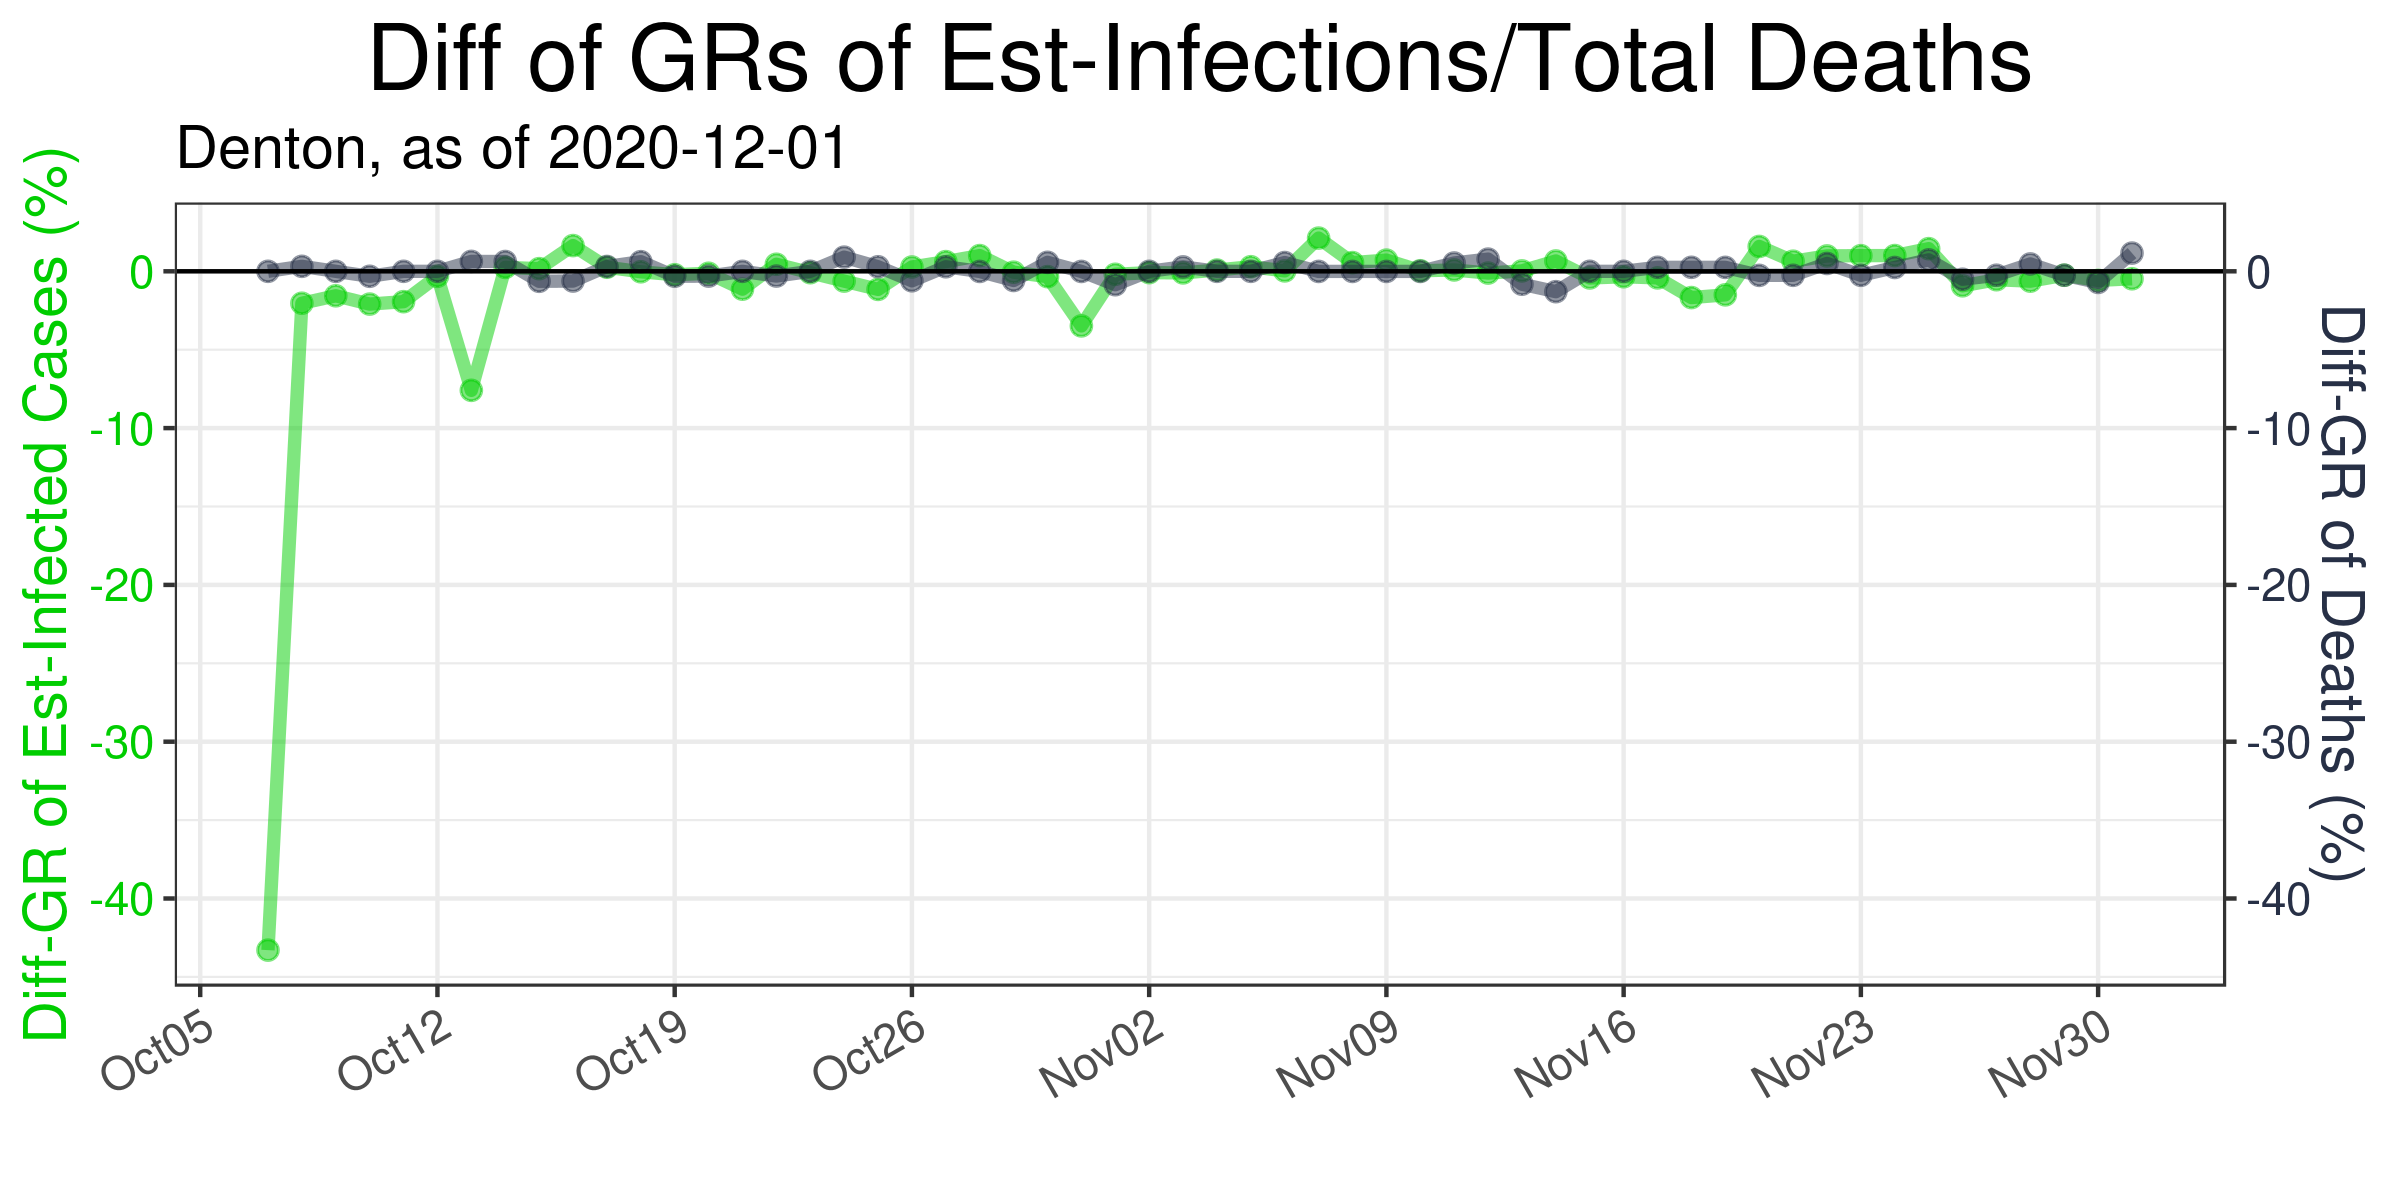 Diff of GRs of Est-Infections/Total Deaths
Denton, as of 2020-12-01
Diff-GR of Est-Infected Cases (%)
0
-10
-20
-30
-40
0
-10
-20
-30
-40
Diff-GR of Deaths (%)
Oct05
Oct12
Oct19
Oct26
Nov02
Nov09
Nov16
Nov23
Nov30